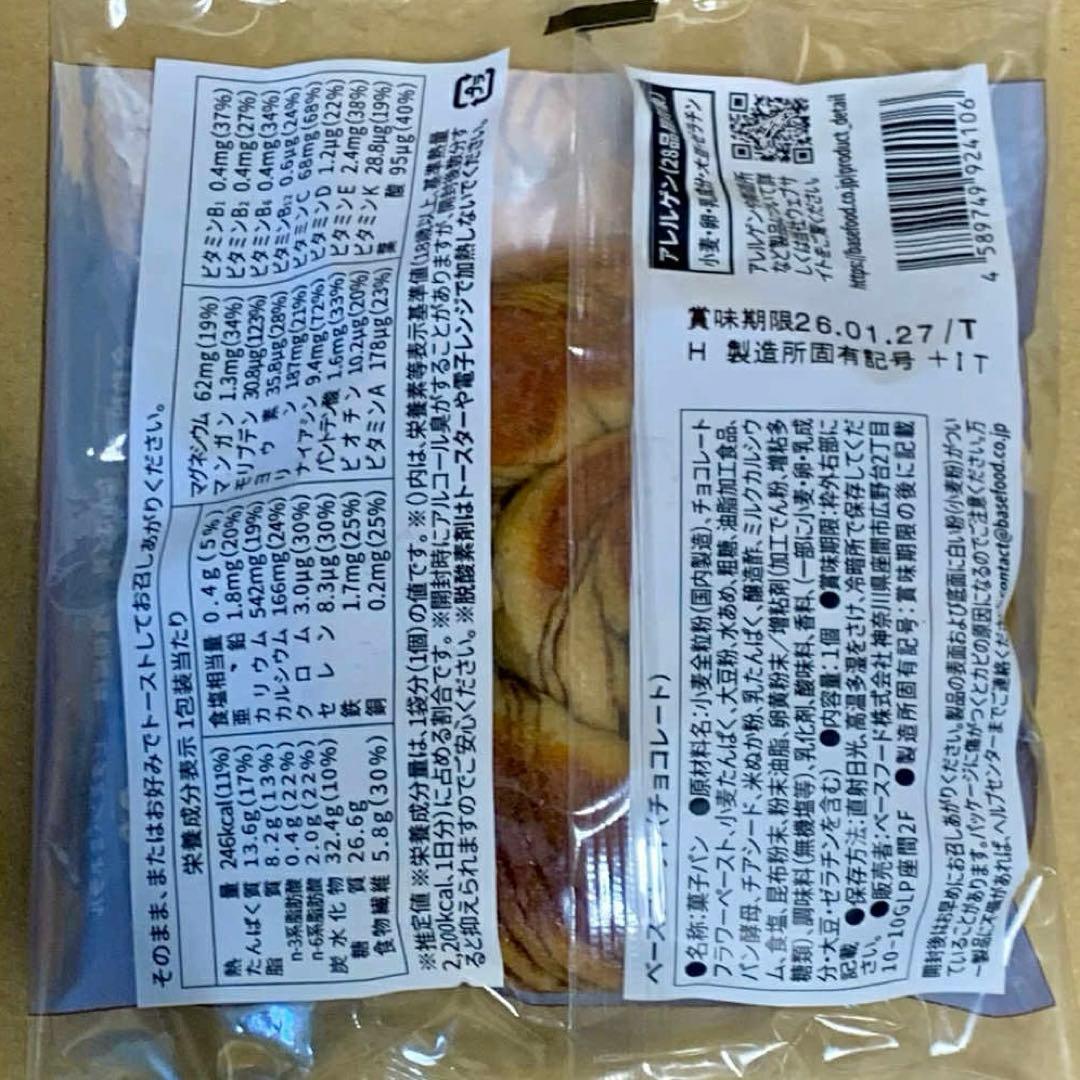 そのまま、またはお好みでトーストしてお召しあがりください。
栄養成分表示 1包装当たり
熱量 246kcal(11%)
たんぱく質 13.6g(17%)
脂質 8.2g(13%)
n-3系脂肪酸 0.4g(22%)
n-6系脂肪酸 2.0g(22%)
炭水化物 32.4g(10%)
糖質 26.6g
食物繊維 5.8g(30%)
食塩相当量 0.4g(5%)
亜鉛 1.8mg(20%)
カリウム 542mg(19%)
カルシウム 166mg(24%)
クロム 3.0μg(30%)
セレン 8.3μg(30%)
鉄 1.7mg(25%)
銅 0.2mg(25%)
マグネシウム 62mg(19%)
マンガン 1.3mg(34%)
モリブデン 30.8μg(123%)
ヨウ素 35.8μg(28%)
リン 187mg(21%)
ナイアシン 9.4mg(72%)
パントテン酸 1.6mg(33%)
ビオチン 10.2μg(20%)
ビタミンA 178μg(23%)
ビタミンB₁ 0.4mg(37%)
ビタミンB₂ 0.4mg(27%)
ビタミンB₆ 0.4mg(34%)
ビタミンB₁₂ 0.6μg(24%)
ビタミンC 68mg(68%)
ビタミンD 1.2μg(22%)
ビタミンE 2.4mg(38%)
ビタミンK 28.8μg(19%)
葉酸 95μg(40%)
※推定値※栄養成分量は、1袋分(1個)の値です。※()内は、栄養素等表示基準値(18歳以上、基準熱量
2,200kcal、1日分)に占める割合です。※開封時にアルコール臭がすることがありますが、開封後数分す
ると抑えられますのでご安心ください。※脱酸素剤はトースターや電子レンジで加熱しないでください。
プラ
ベース (チョコレート)
●名称:菓子パン ●原材料名:小麦全粒粉(国内製造)、チョコレート
フラワーペースト、小麦たんぱく、大豆粉、水あめ、粗糖、油脂加工食品、
パン酵母、チアシード、米ぬか粉、乳たんぱく、醸造酢、ミルクカルシウ
ム、食塩、昆布粉末、粉末油脂、卵黄粉末/増粘剤(加工でん粉、増粘多
糖類)、調味料(無機塩等)、乳化剤、酸味料、香料、(一部に小麦・卵・乳成
分・大豆・ゼラチンを含む) ●内容量:1個 ●賞味期限:枠外右部に
記載 ●保存方法:直射日光、高温多湿をさけ、冷暗所で保存してくだ
さい。 ●販売者:ベースフード株式会社 神奈川県座間市広野台2丁目
10-10GLP座間2F ●製造所固有記号:賞味期限の後に記載
開封後はお早めにお召しあがりください。製品の表面および底面に白い粉(小麦粉)がつい
ていることがあります。パッケージに傷がつくとカビの原因になるのでご注意ください。万
一製品に不備があれば、ヘルプセンターまでご連絡くだ contact@basefood.co.jp
賞味期限26.01.27/T
H 製造所固有記号 +IT
アレルゲン(28品
小麦・卵・乳成分・大豆・ゼラチン
アレルゲン
など製品について詳
しくは当社ウェブサ
イトをご覧ください。
https://basefood.co.jp/product_detail
4 589749 924106